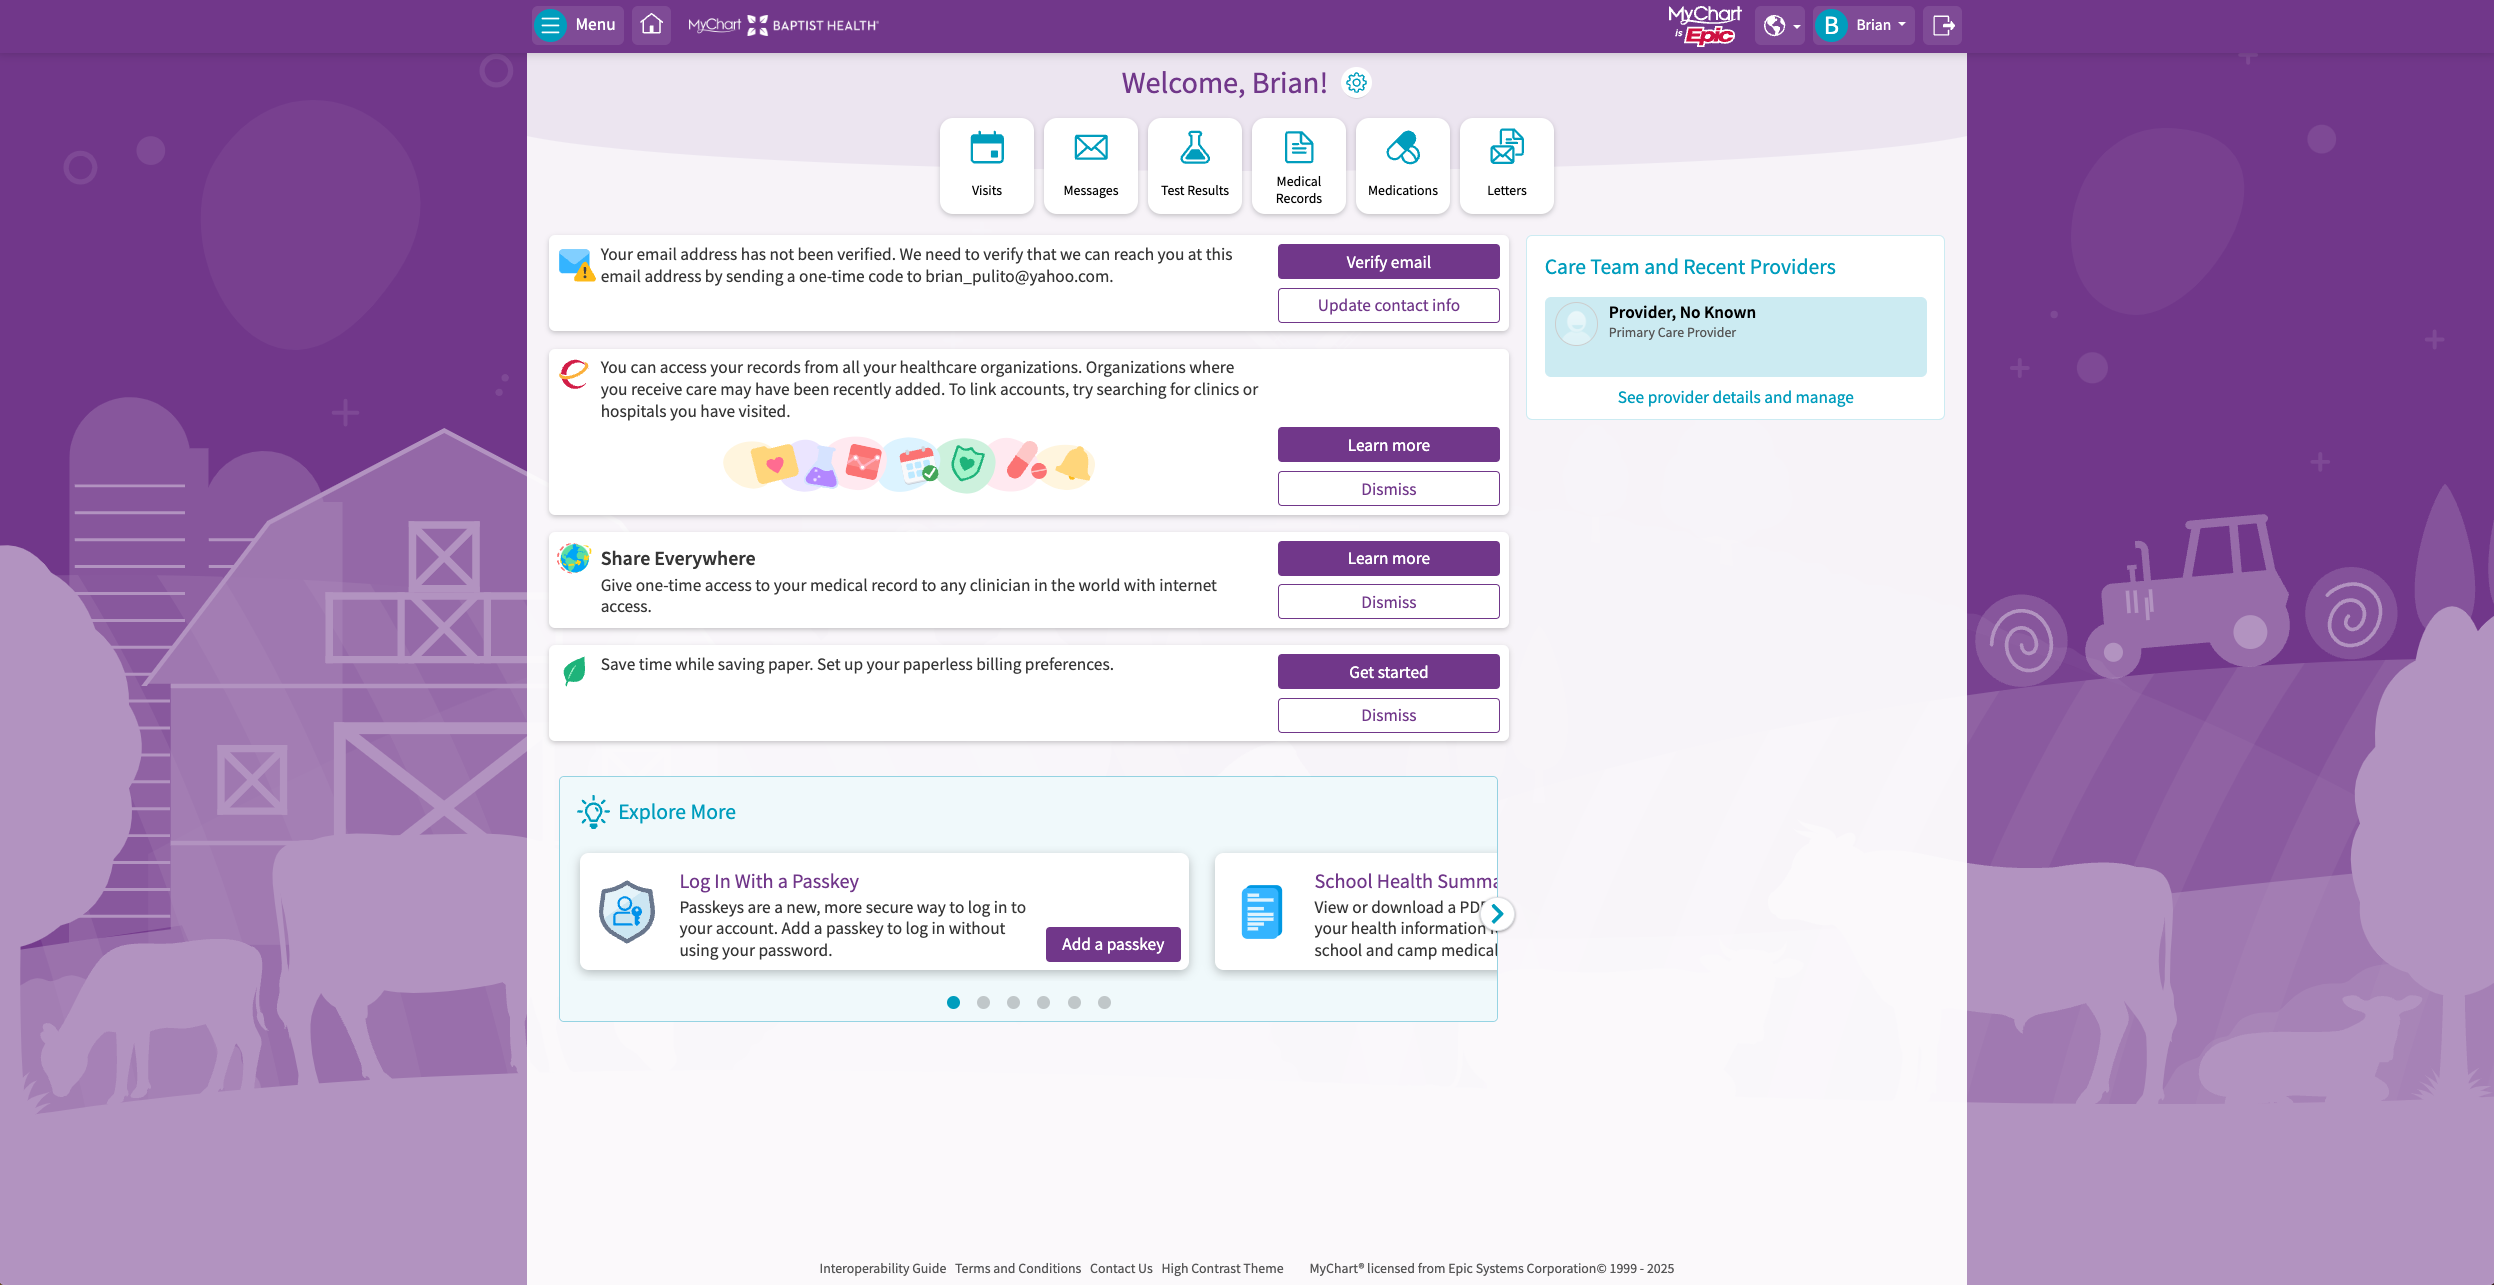 Menu
MyChart BAPTIST HEALTH
MyChart
is Epic
B Brian
Welcome, Brian!
Visits
Messages
Test Results
Medical
Records
Medications
Letters
Your email address has not been verified. We need to verify that we can reach you at this
email address by sending a one-time code to brian_pulito@yahoo.com.
Verify email
Update contact info
You can access your records from all your healthcare organizations. Organizations where
you receive care may have been recently added. To link accounts, try searching for clinics or
hospitals you have visited.
Learn more
Dismiss
Share Everywhere
Give one-time access to your medical record to any clinician in the world with internet
access.
Learn more
Dismiss
Save time while saving paper. Set up your paperless billing preferences.
Get started
Dismiss
Care Team and Recent Providers
Provider, No Known
Primary Care Provider
See provider details and manage
Explore More
Log In With a Passkey
Passkeys are a new, more secure way to log in to
your account. Add a passkey to log in without
using your password.
Add a passkey
School Health Summa
View or download a PDF
your health information
school and camp medical
Interoperability Guide Terms and Conditions Contact Us High Contrast Theme MyChart® licensed from Epic Systems Corporation© 1999 - 2025